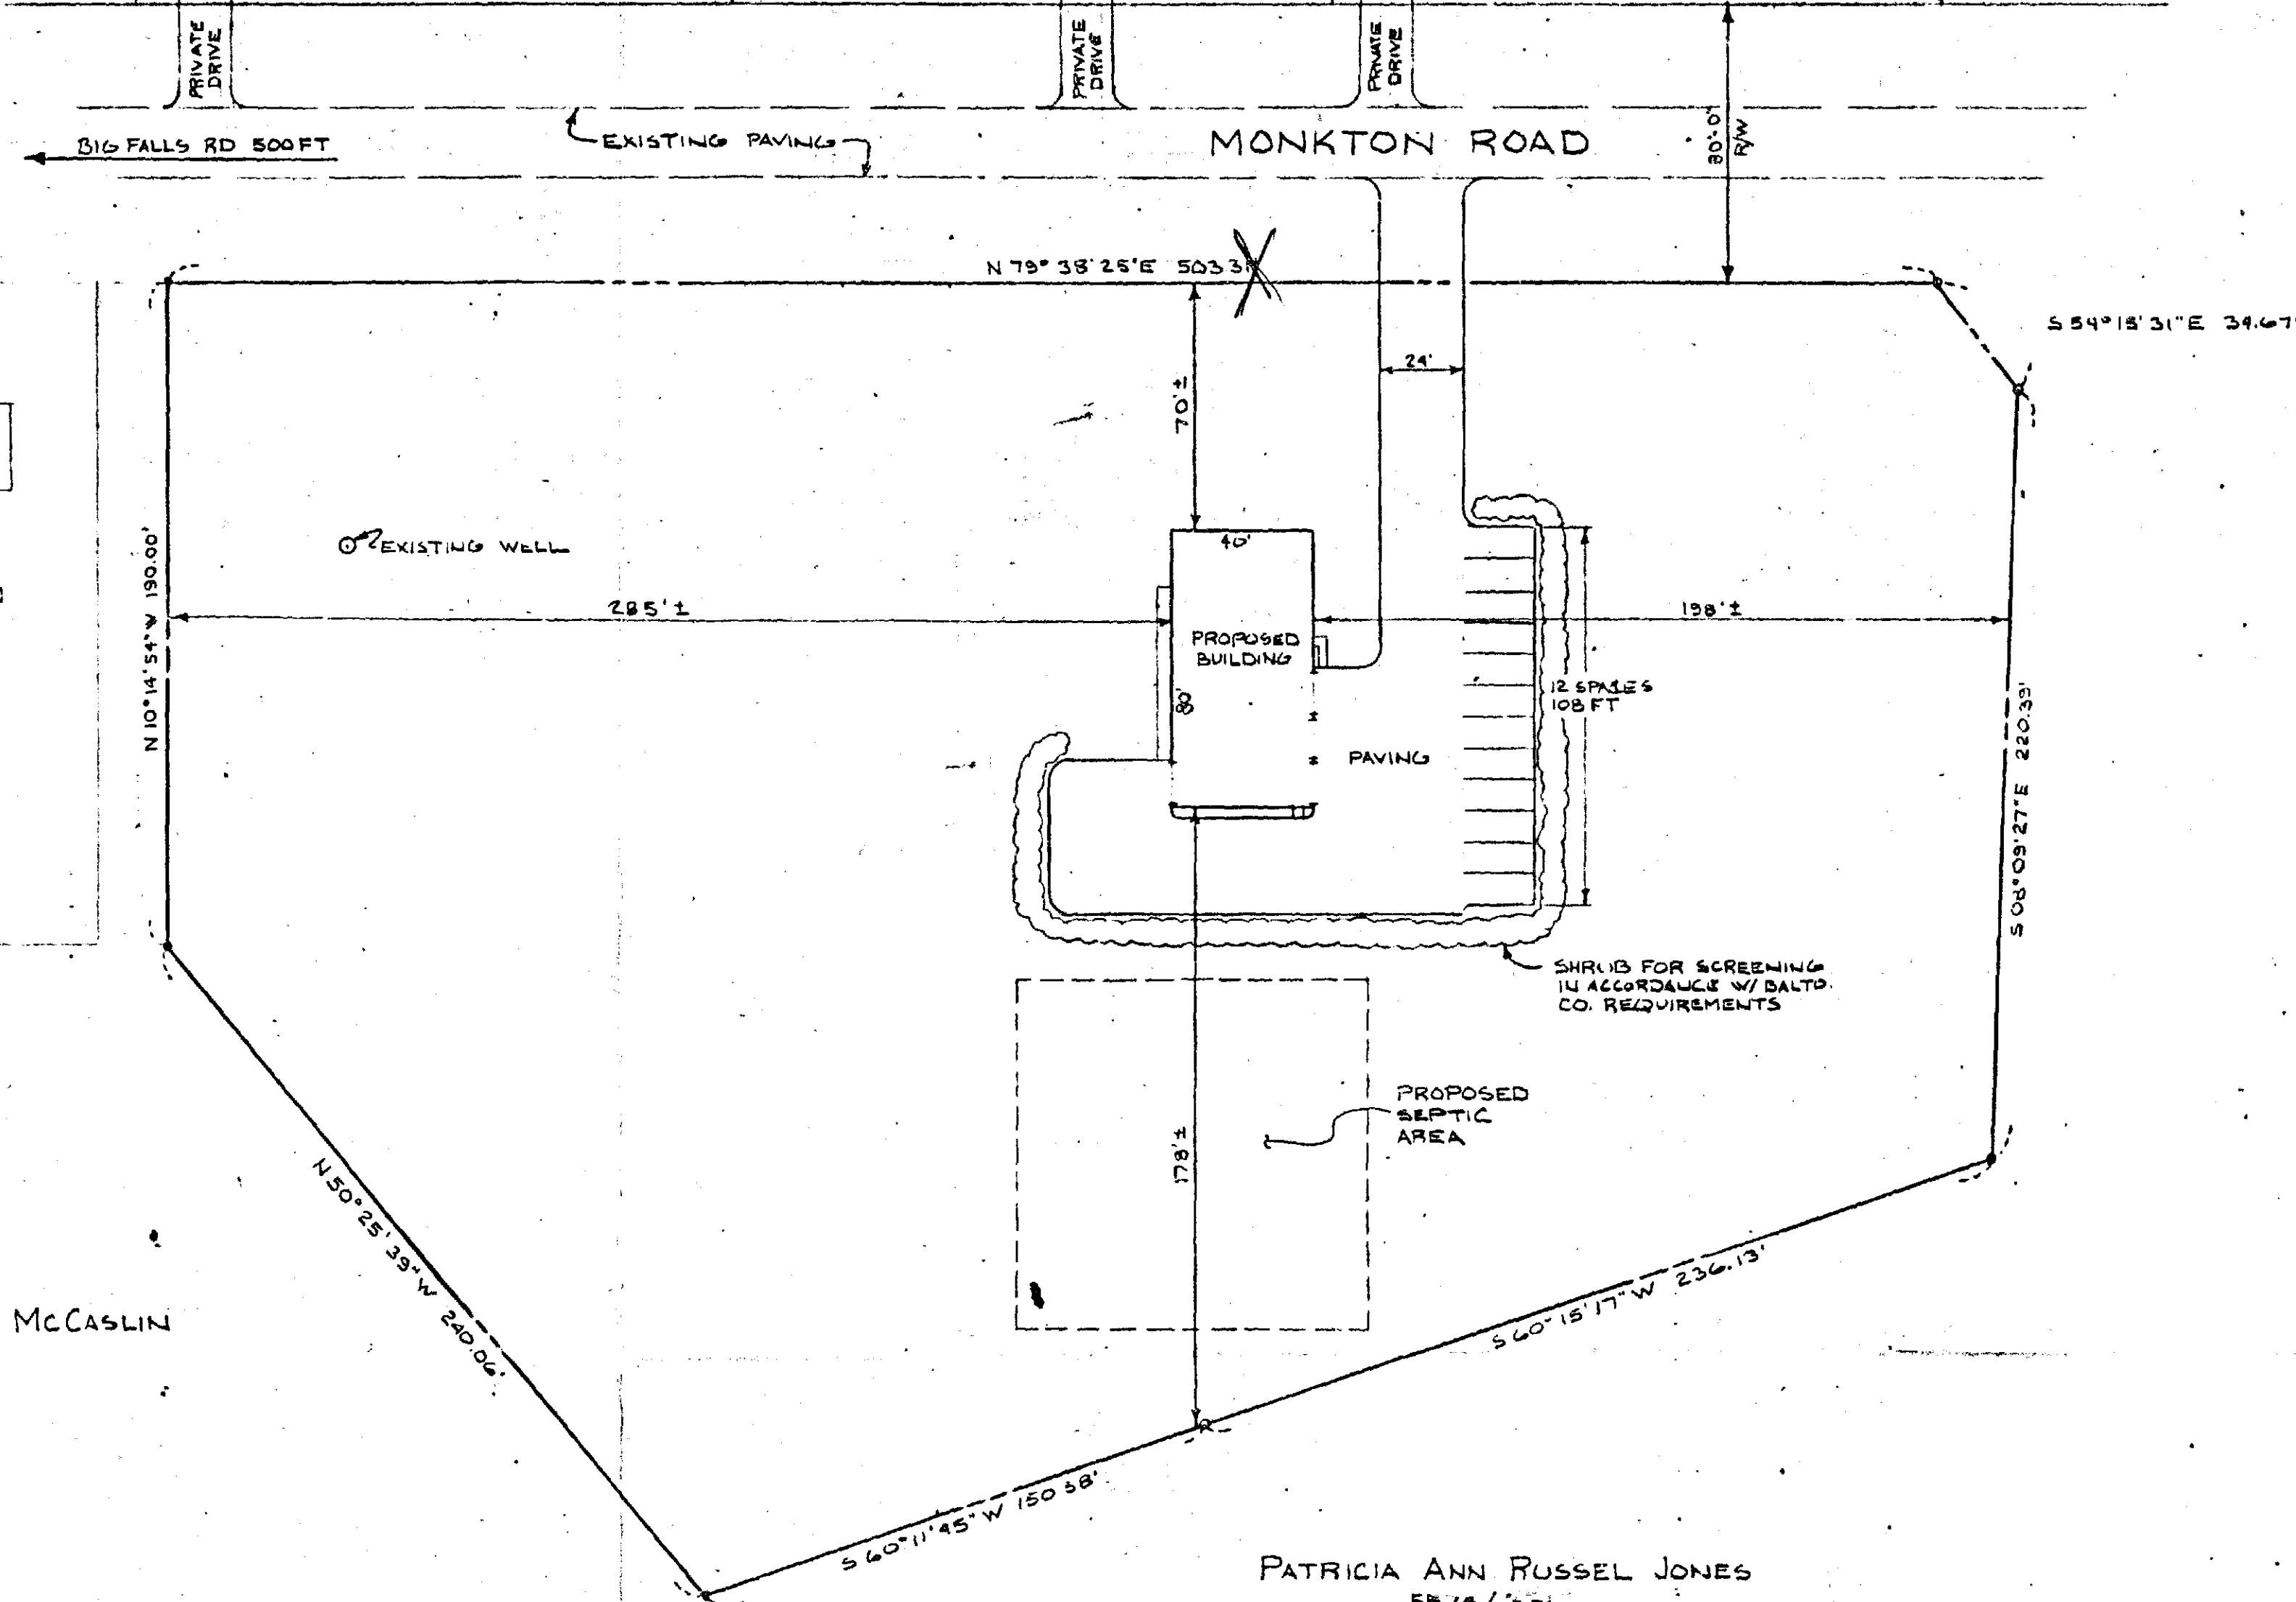 PRIVATE
DRIVE
PRIVATE
DRIVE
PRIVATE
DRIVE
BIG FALLS RD 500FT
EXISTING PAVING
MONKTON ROAD
80'-0"
R/W
N 79° 38' 25"E 503.31
S 54° 15' 31"E 34.67'
24'
70'±
EXISTING WELL
40'
N 10° 14' 54" W 190.00'
285'±
198'±
PROPOSED
BUILDING
80'
12 SPACES
108 FT
PAVING
S 08° 09' 27" E 220.39'
SHRUB FOR SCREENING
IN ACCORDANCE W/ BALTO.
CO. REQUIREMENTS
PROPOSED
SEPTIC
AREA
178'±
N 50° 25' 39" W 240.06'
McCASLIN
S 60° 15' 17" W 236.13'
S 60° 11' 45" W 150.38'
PATRICIA ANN RUSSEL JONES